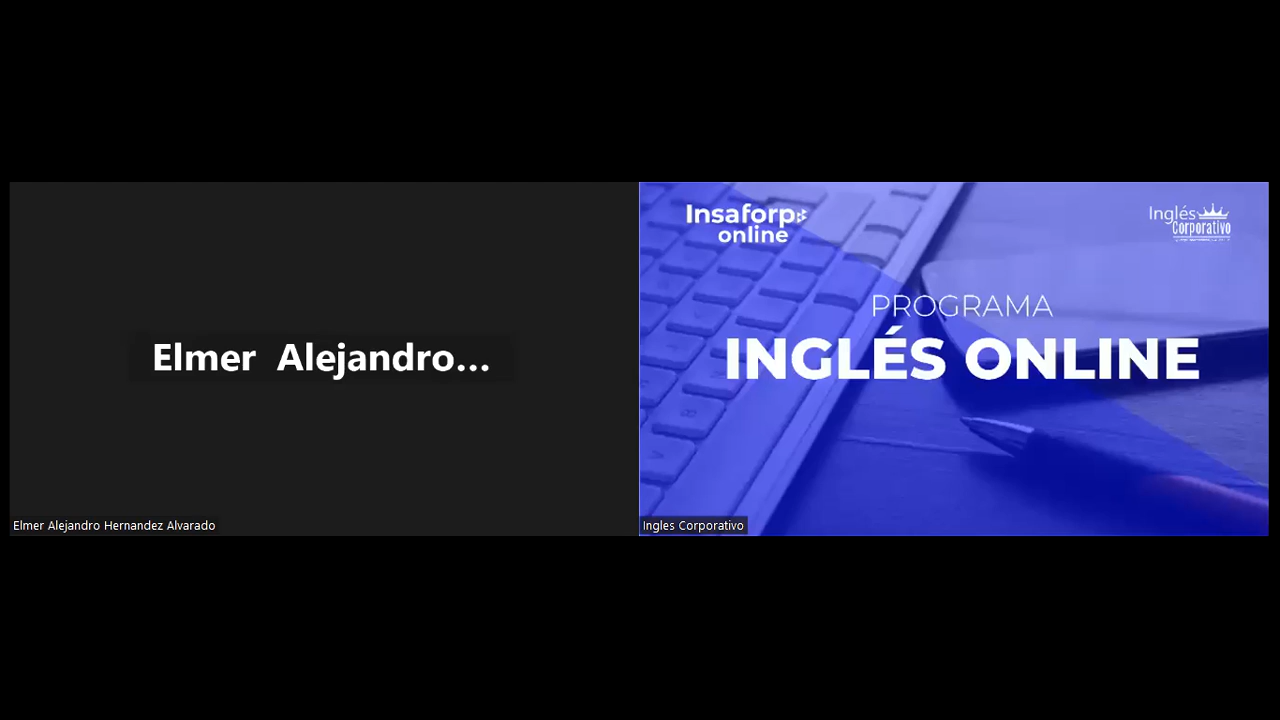 Elmer Alejandro...
Elmer Alejandro Hernandez Alvarado
Insaforp
online
Inglés
Corporativo
PROGRAMA
INGLÉS ONLINE
Ingles Corporativo